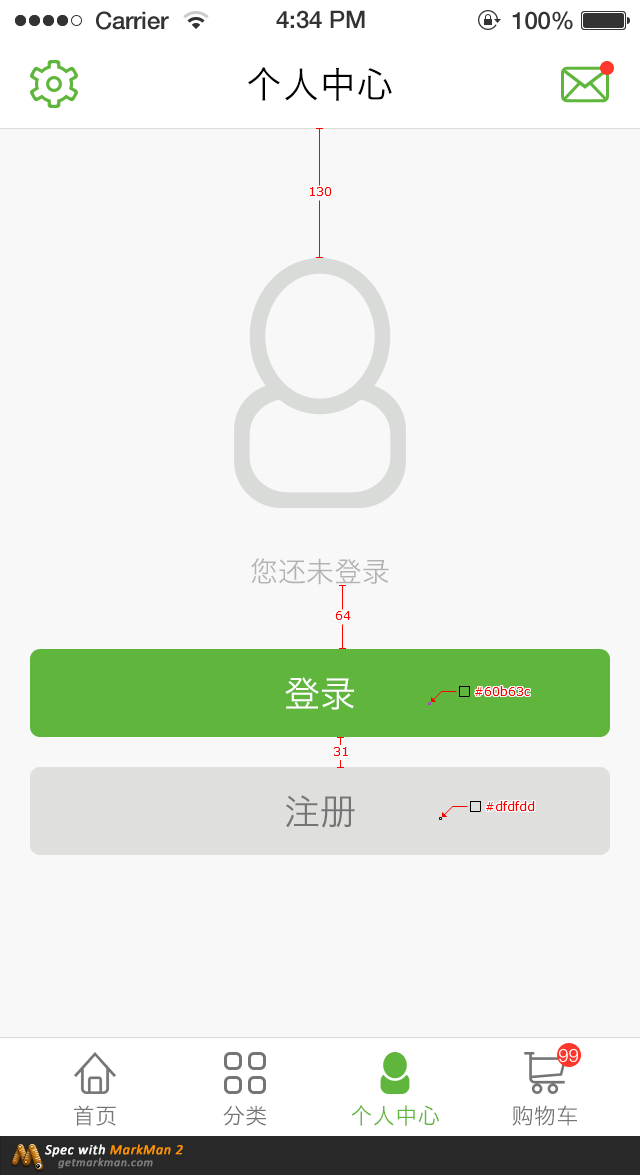 Carrier 4:34 PM 100%
个人中心
130
您还未登录
64
登录 #60b63c
31
注册 #dfdfdd
99
首页 分类 个人中心 购物车
Spec with MarkMan 2
getmarkman.com